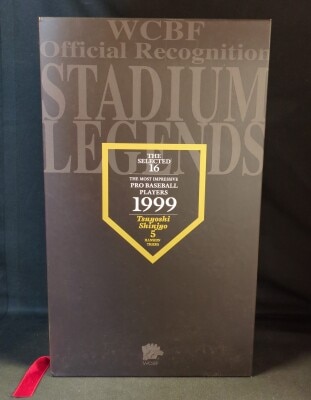 WCBF
Official Recognition
STADIUM
LEGENDS
THE
SELECTED
16
THE MOST IMPRESSIVE
PRO BASEBALL
PLAYERS
1999
Tsuyoshi
Shinjyo
5
HANSHIN
TIGERS
WCBF